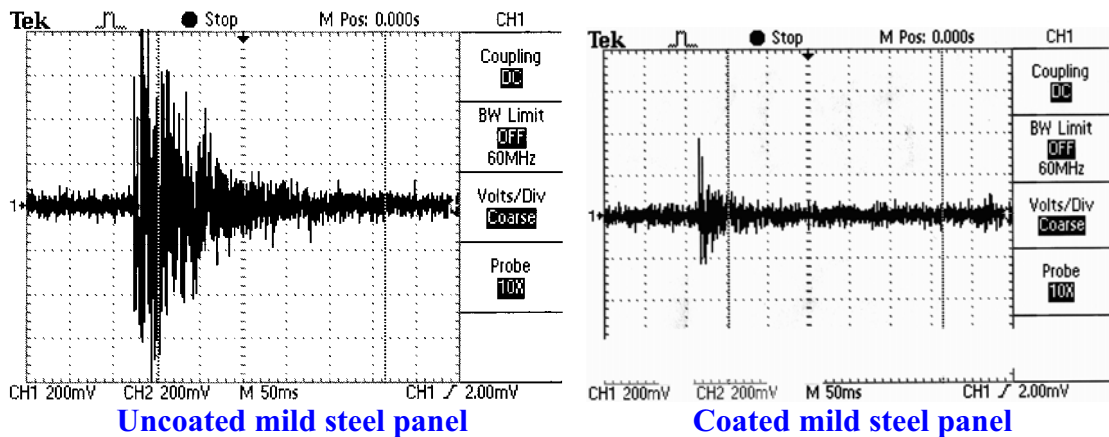 Tek Stop M Pos: 0.000s CH1
Coupling
DC
BW Limit
OFF
60MHz
Volts/Div
Coarse
Probe
10X
1
CH1 200mV CH2 200mV M 50ms CH1 2.00mV
Uncoated mild steel panel
Tek Stop M Pos: 0.000s CH1
Coupling
DC
BW Limit
OFF
60MHz
Volts/Div
Coarse
Probe
10X
1
CH1 200mV CH2 200mV M 50ms CH1 2.00mV
Coated mild steel panel